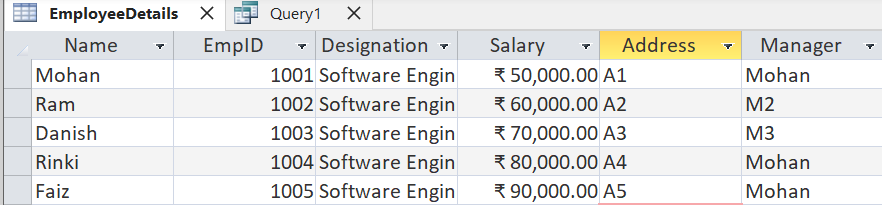 EmployeeDetails Query1
Name EmpID Designation Salary Address Manager
Mohan 1001 Software Engin ₹ 50,000.00 A1 Mohan
Ram 1002 Software Engin ₹ 60,000.00 A2 M2
Danish 1003 Software Engin ₹ 70,000.00 A3 M3
Rinki 1004 Software Engin ₹ 80,000.00 A4 Mohan
Faiz 1005 Software Engin ₹ 90,000.00 A5 Mohan